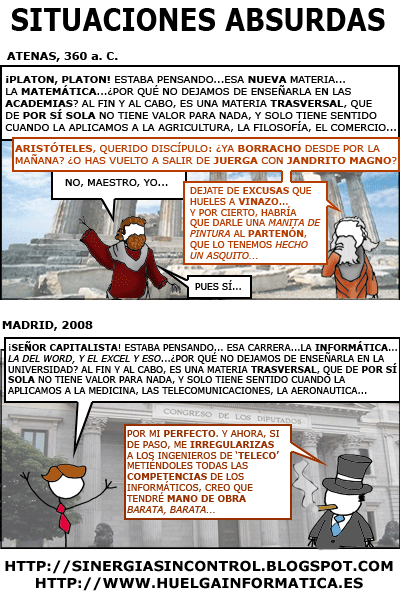 SITUACIONES ABSURDAS
ATENAS, 360 a. C.
¡PLATON, PLATON! ESTABA PENSANDO...ESA NUEVA MATERIA...
LA MATEMÁTICA...¿POR QUÉ NO DEJAMOS DE ENSEÑARLA EN LAS
ACADEMIAS? AL FIN Y AL CABO, ES UNA MATERIA TRASVERSAL, QUE
DE POR SÍ SOLA NO TIENE VALOR PARA NADA, Y SOLO TIENE SENTIDO
CUANDO LA APLICAMOS A LA AGRICULTURA, LA FILOSOFÍA, EL COMERCIO...
ARISTÓTELES, QUERIDO DISCÍPULO: ¿YA BORRACHO DESDE POR LA
MAÑANA? ¿O HAS VUELTO A SALIR DE JUERGA CON JANDRITO MAGNO?
NO, MAESTRO, YO...
DEJATE DE EXCUSAS QUE
HUELES A VINAZO...
Y POR CIERTO, HABRÍA
QUE DARLE UNA MANITA DE
PINTURA AL PARTENÓN,
QUE LO TENEMOS HECHO
UN ASQUITO...
PUES SÍ...
MADRID, 2008
¡SEÑOR CAPITALISTA! ESTABA PENSANDO... ESA CARRERA...LA INFORMÁTICA...
LA DEL WORD, Y EL EXCEL Y ESO...¿POR QUÉ NO DEJAMOS DE ENSEÑARLA EN LA
UNIVERSIDAD? AL FIN Y AL CABO, ES UNA MATERIA TRASVERSAL, QUE DE POR SÍ
SOLA NO TIENE VALOR PARA NADA, Y SOLO TIENE SENTIDO CUANDO LA
APLICAMOS A LA MEDICINA, LAS TELECOMUNICACIONES, LA AERONAUTICA...
CONGRESO DE LOS DIPUTADOS
POR MI PERFECTO. Y AHORA, SI
DE PASO, ME IRREGULARIZAS
A LOS INGENIEROS DE 'TELECO'
METIÉNDOLES TODAS LAS
COMPETENCIAS DE LOS
INFORMÁTICOS, CREO QUE
TENDRÉ MANO DE OBRA
BARATA, BARATA...
HTTP://SINERGIASINCONTROL.BLOGSPOT.COM
HTTP://WWW.HUELGAINFORMATICA.ES